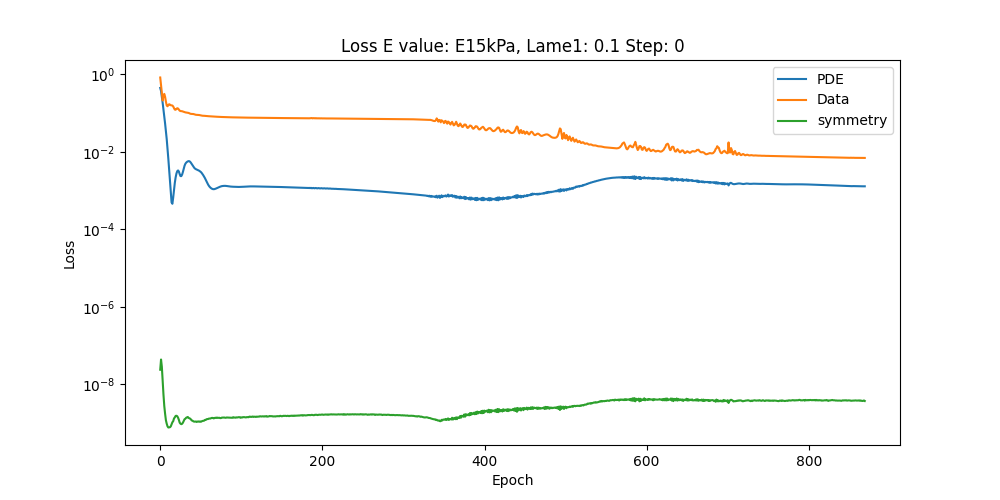 Loss E value: E15kPa, Lame1: 0.1 Step: 0
PDE
Data
symmetry
Loss
10⁰
10⁻²
10⁻⁴
10⁻⁶
10⁻⁸
0 200 400 600 800
Epoch